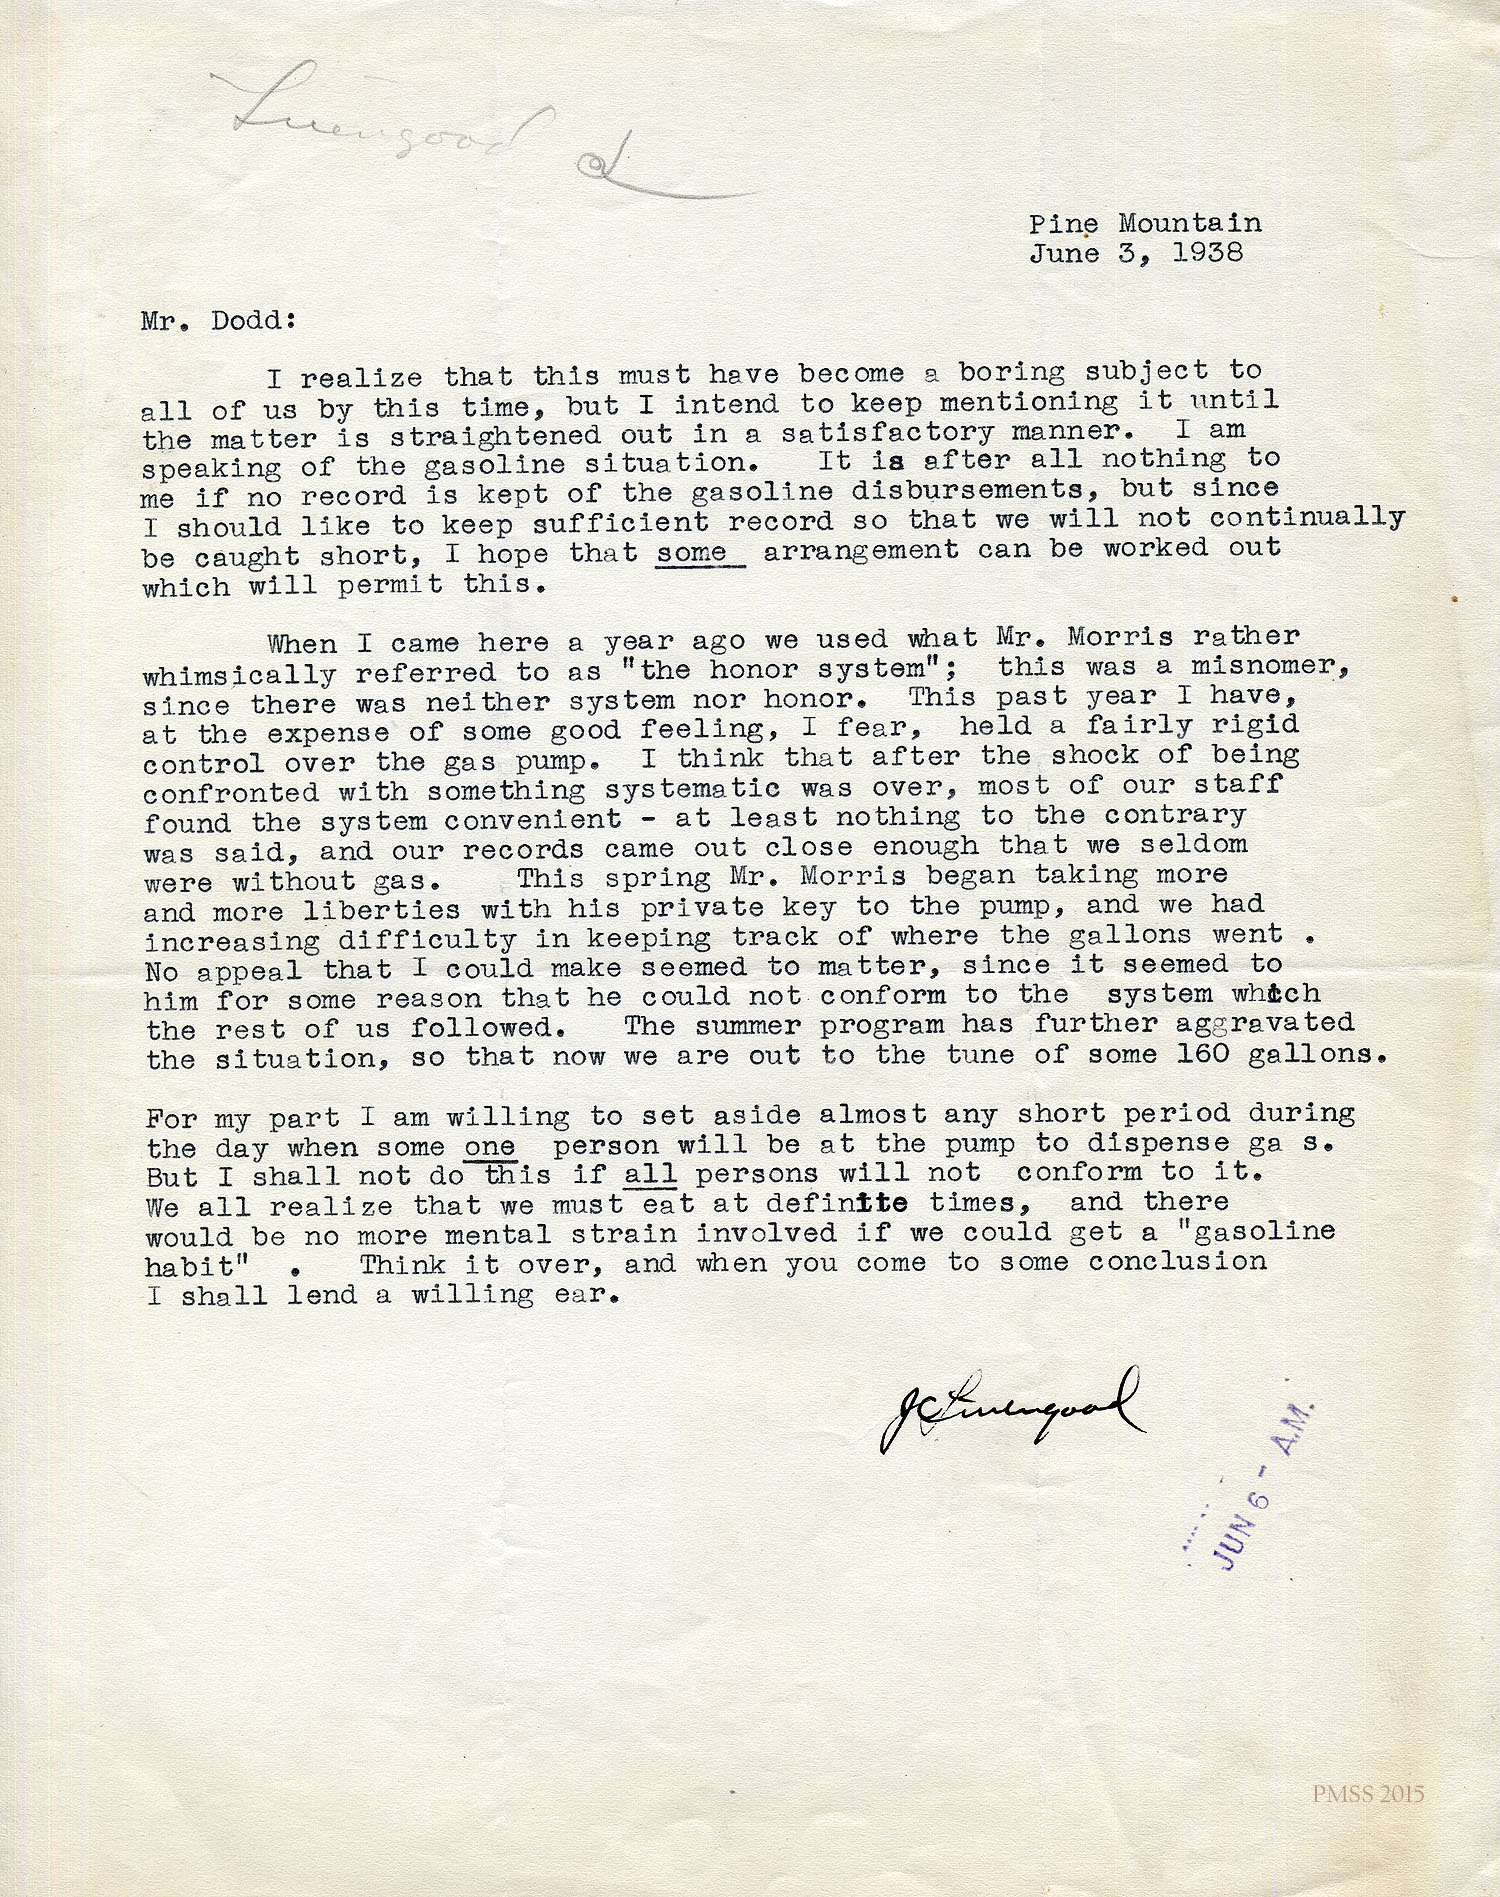 Livengood
Pine Mountain
June 3, 1938
Mr. Dodd:
I realize that this must have become a boring subject to
all of us by this time, but I intend to keep mentioning it until
the matter is straightened out in a satisfactory manner. I am
speaking of the gasoline situation. It is after all nothing to
me if no record is kept of the gasoline disbursements, but since
I should like to keep sufficient record so that we will not continually
be caught short, I hope that some arrangement can be worked out
which will permit this.
When I came here a year ago we used what Mr. Morris rather
whimsically referred to as "the honor system"; this was a misnomer,
since there was neither system nor honor. This past year I have,
at the expense of some good feeling, I fear, held a fairly rigid
control over the gas pump. I think that after the shock of being
confronted with something systematic was over, most of our staff
found the system convenient - at least nothing to the contrary
was said, and our records came out close enough that we seldom
were without gas. This spring Mr. Morris began taking more
and more liberties with his private key to the pump, and we had
increasing difficulty in keeping track of where the gallons went .
No appeal that I could make seemed to matter, since it seemed to
him for some reason that he could not conform to the system which
the rest of us followed. The summer program has further aggravated
the situation, so that now we are out to the tune of some 160 gallons.
For my part I am willing to set aside almost any short period during
the day when some one person will be at the pump to dispense ga s.
But I shall not do this if all persons will not conform to it.
We all realize that we must eat at definite times, and there
would be no more mental strain involved if we could get a "gasoline
habit" . Think it over, and when you come to some conclusion
I shall lend a willing ear.
JC Livengood
JUN 6 - A.M.
PMSS 2015